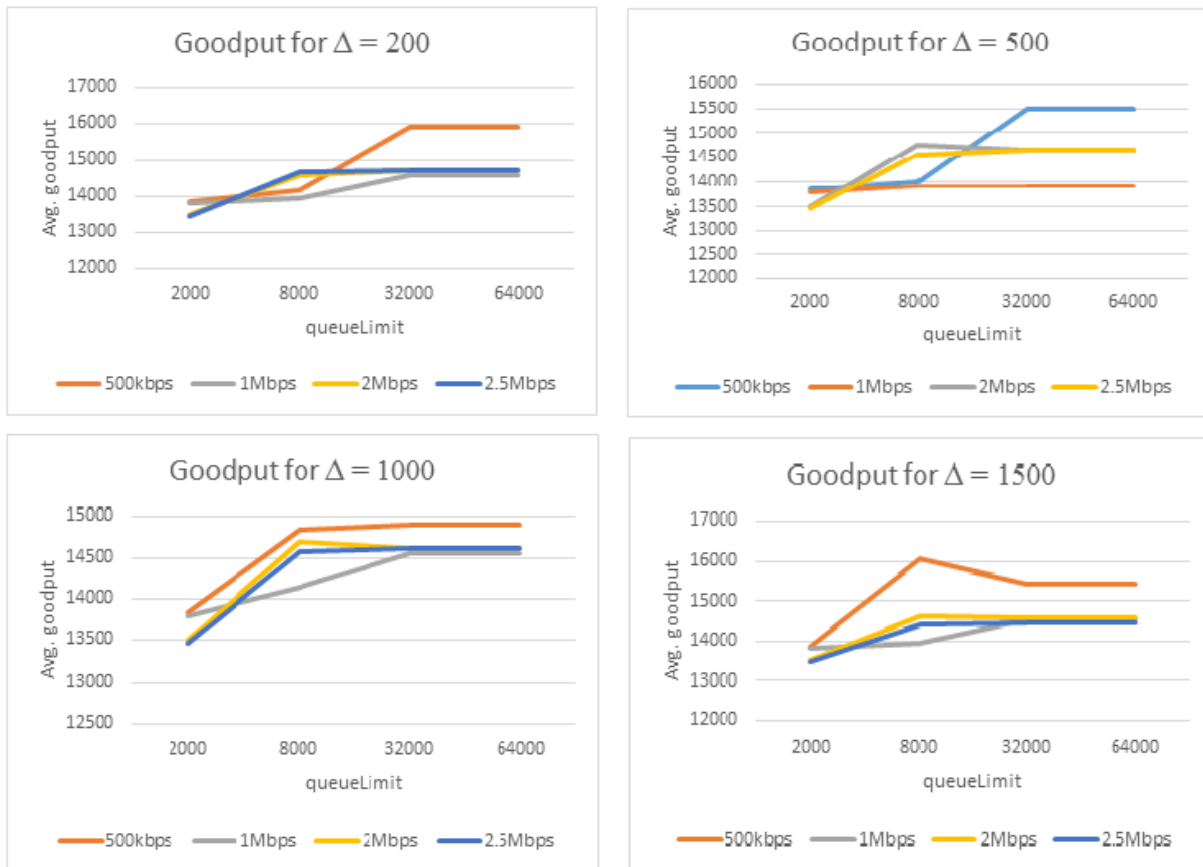 Goodput for Δ = 200
17000
16000
15000
14000
13000
12000
Avg. goodput
2000 8000 32000 64000
queueLimit
500kbps 1Mbps 2Mbps 2.5Mbps
Goodput for Δ = 500
16000
15500
15000
14500
14000
13500
13000
12500
12000
Avg. goodput
2000 8000 32000 64000
queueLimit
500kbps 1Mbps 2Mbps 2.5Mbps
Goodput for Δ = 1000
15000
14500
14000
13500
13000
12500
Avg. goodput
2000 8000 32000 64000
queueLimit
500kbps 1Mbps 2Mbps 2.5Mbps
Goodput for Δ = 1500
17000
16000
15000
14000
13000
12000
Avg. goodput
2000 8000 32000 64000
queueLimit
500kbps 1Mbps 2Mbps 2.5Mbps